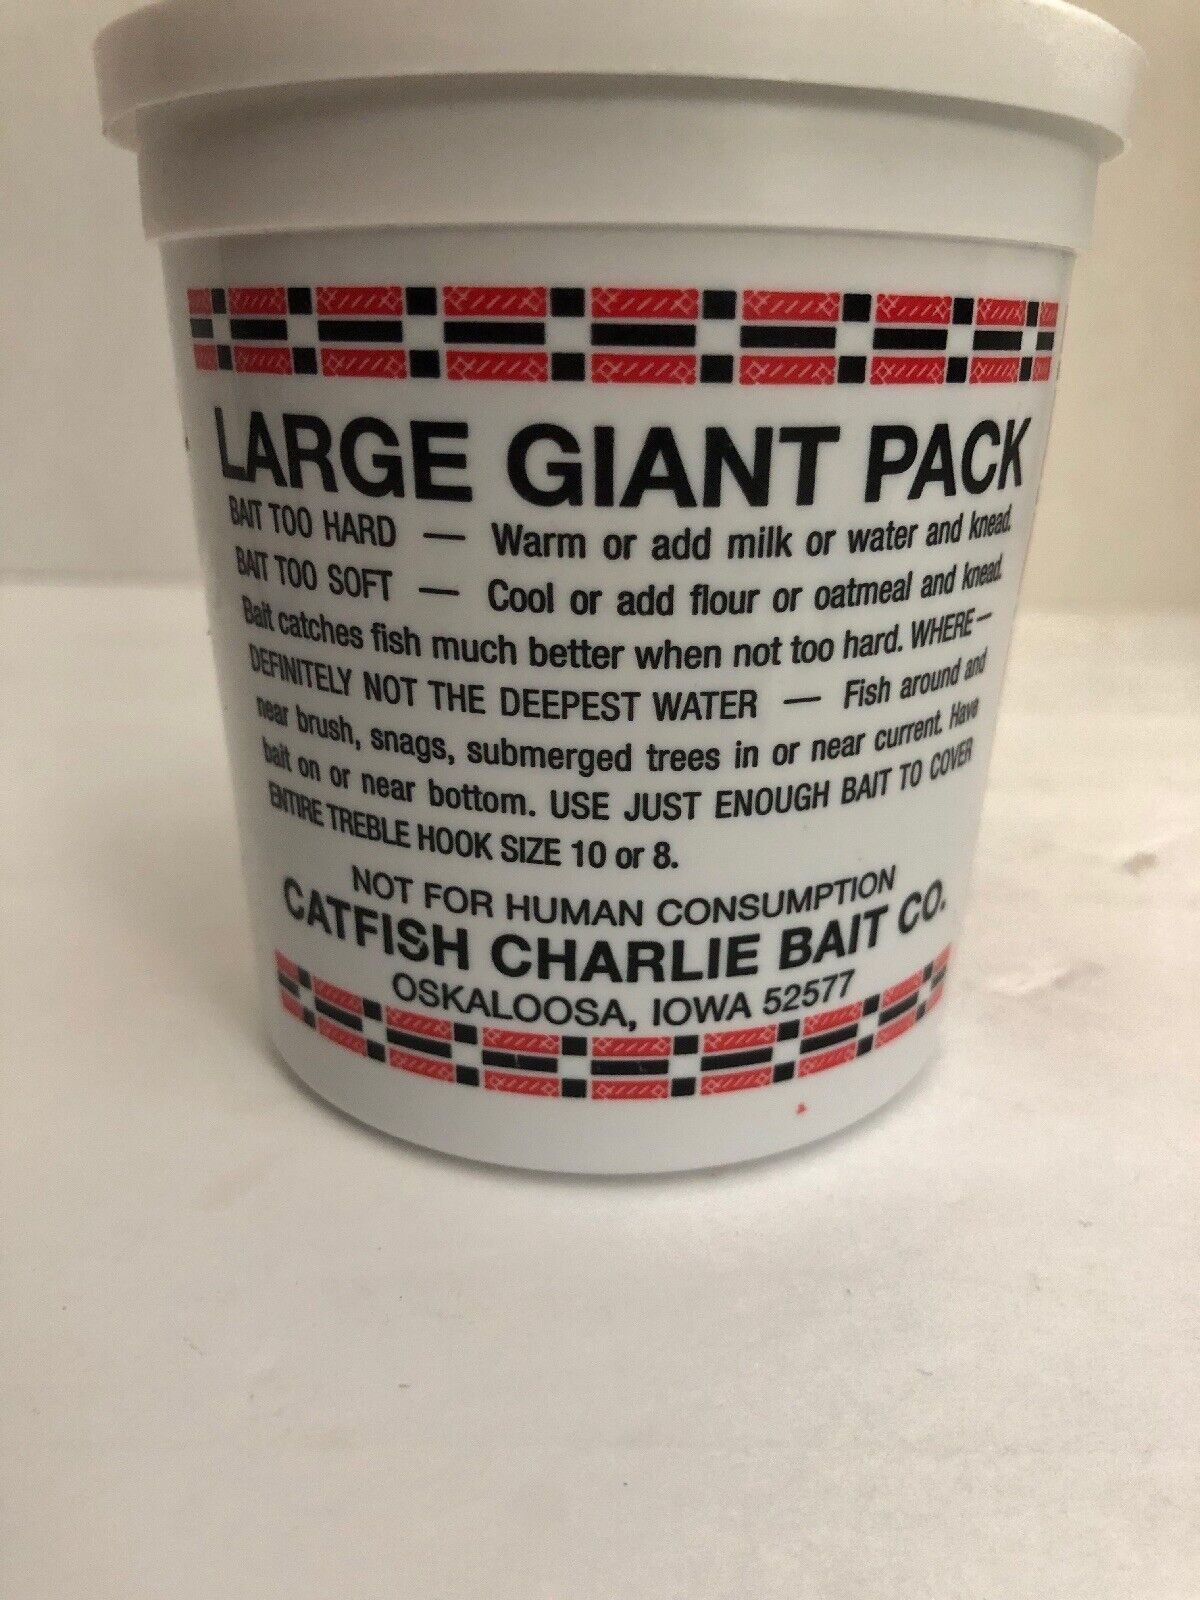 LARGE GIANT PACK
BAIT TOO HARD — Warm or add milk or water and knead.
BAIT TOO SOFT — Cool or add flour or oatmeal and knead.
Bait catches fish much better when not too hard. WHERE—
DEFINITELY NOT THE DEEPEST WATER — Fish around and
near brush, snags, submerged trees in or near current. Have
bait on or near bottom. USE JUST ENOUGH BAIT TO COVER
ENTIRE TREBLE HOOK SIZE 10 or 8.
NOT FOR HUMAN CONSUMPTION
CATFISH CHARLIE BAIT CO.
OSKALOOSA, IOWA 52577